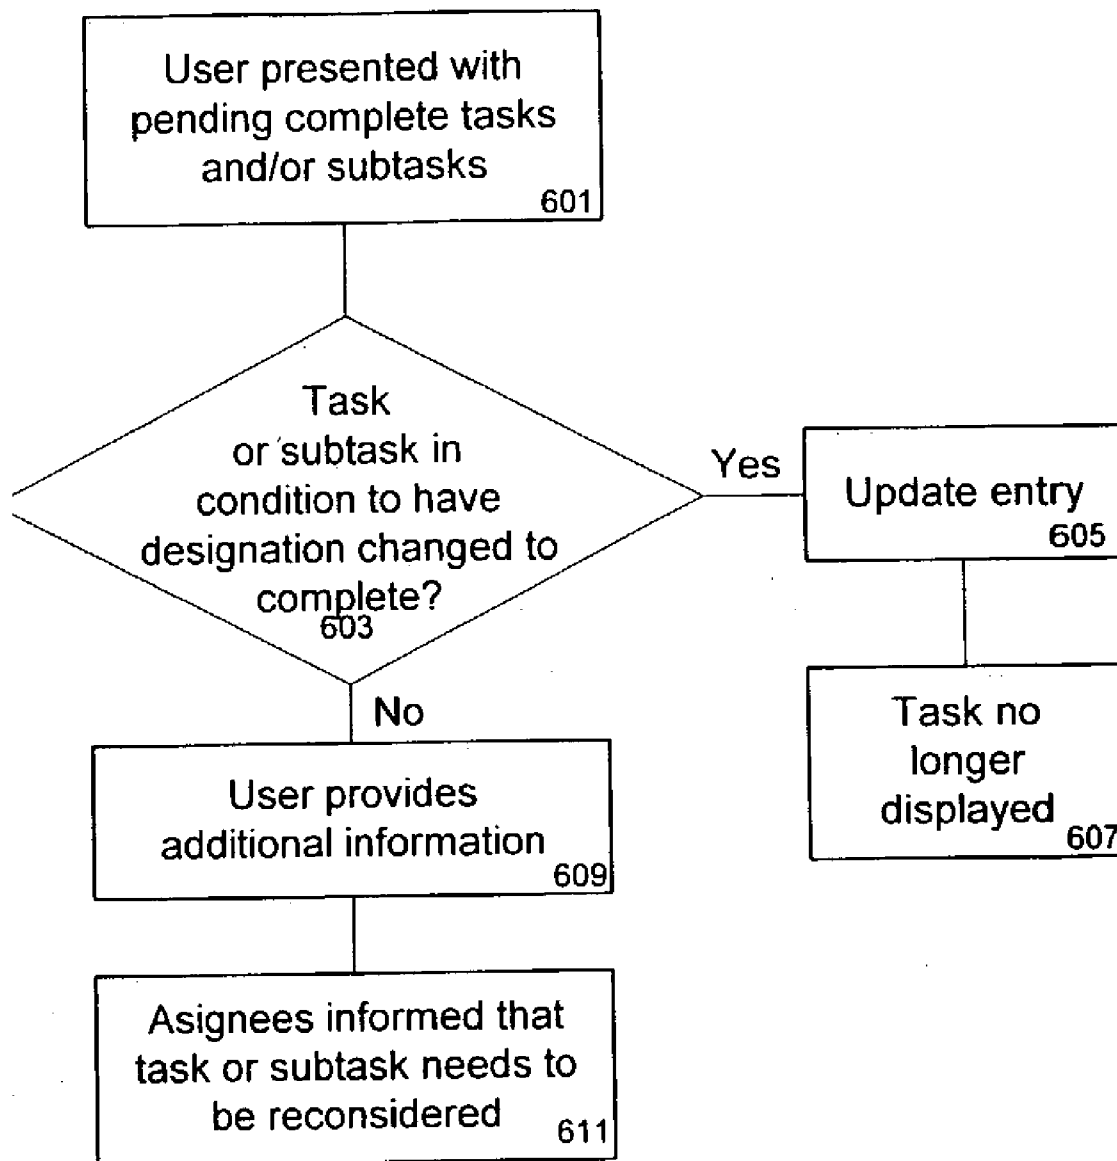 User presented with
pending complete tasks
and/or subtasks
601
Task
or subtask in
condition to have
designation changed to
complete?
603
Yes
Update entry
605
Task no
longer
displayed
607
No
User provides
additional information
609
Asignees informed that
task or subtask needs to
be reconsidered
611